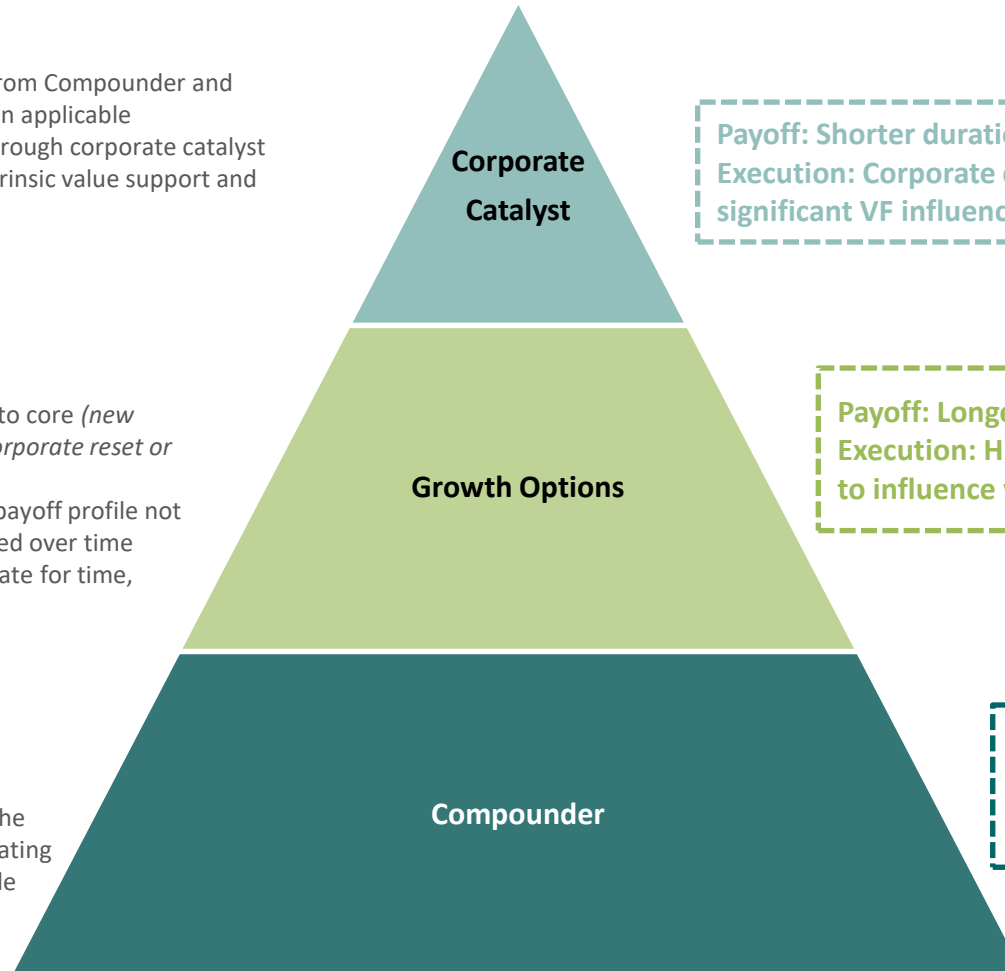 rom Compounder and
n applicable
rough corporate catalyst
rinsic value support and
Corporate
Catalyst
Payoff: Shorter durati
Execution: Corporate
significant VF influenc
to core (new
orporate reset or
payoff profile not
ed over time
ate for time,
Growth Options
Payoff: Longe
Execution: H
to influence
he
ating
le
Compounder